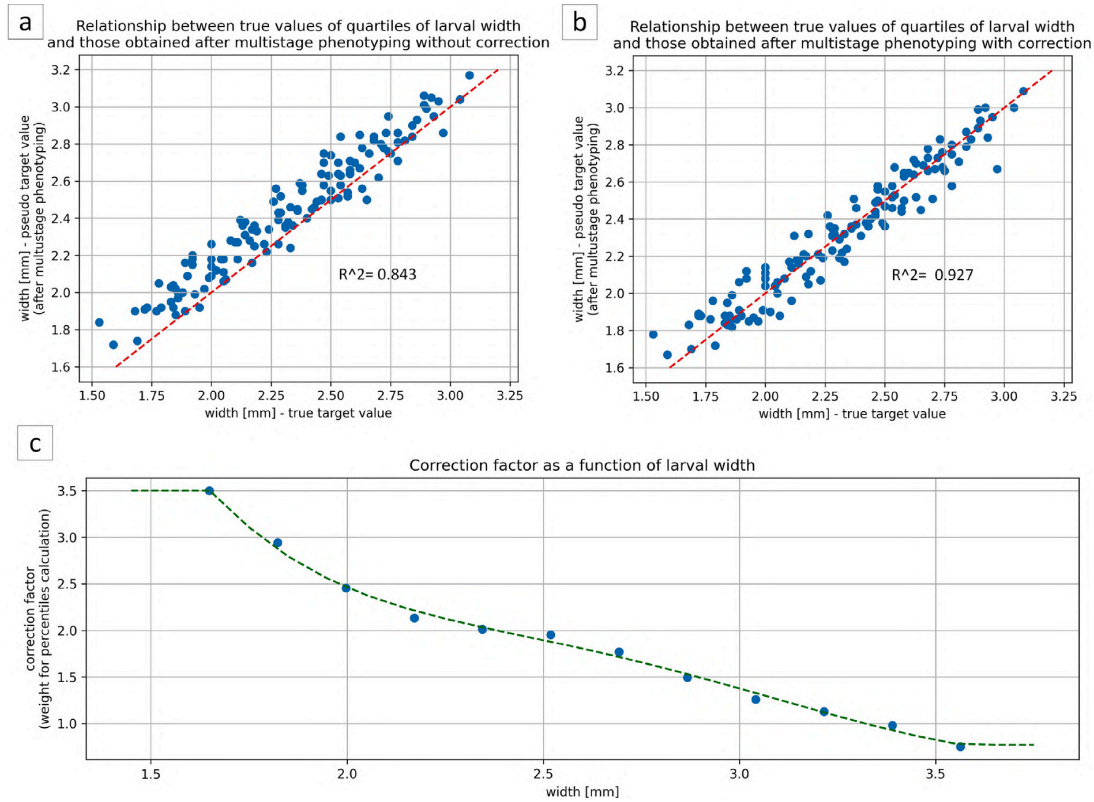 a
Relationship between true values of quartiles of larval width
and those obtained after multistage phenotyping without correction
3.2
3.0
2.8
2.6
2.4
2.2
2.0
1.8
1.6
width [mm] - pseudo target value
(after multustage phenotyping)
R^2= 0.843
1.50 1.75 2.00 2.25 2.50 2.75 3.00 3.25
width [mm] - true target value
b
Relationship between true values of quartiles of larval width
and those obtained after multistage phenotyping with correction
3.2
3.0
2.8
2.6
2.4
2.2
2.0
1.8
1.6
width [mm] - pseudo target value
(after multistage phenotyping)
R^2= 0.927
1.50 1.75 2.00 2.25 2.50 2.75 3.00 3.25
width [mm] - true target value
c
Correction factor as a function of larval width
3.5
3.0
2.5
2.0
1.5
1.0
correction factor
(weight for percentiles calculation)
1.5 2.0 2.5 3.0 3.5
width [mm]